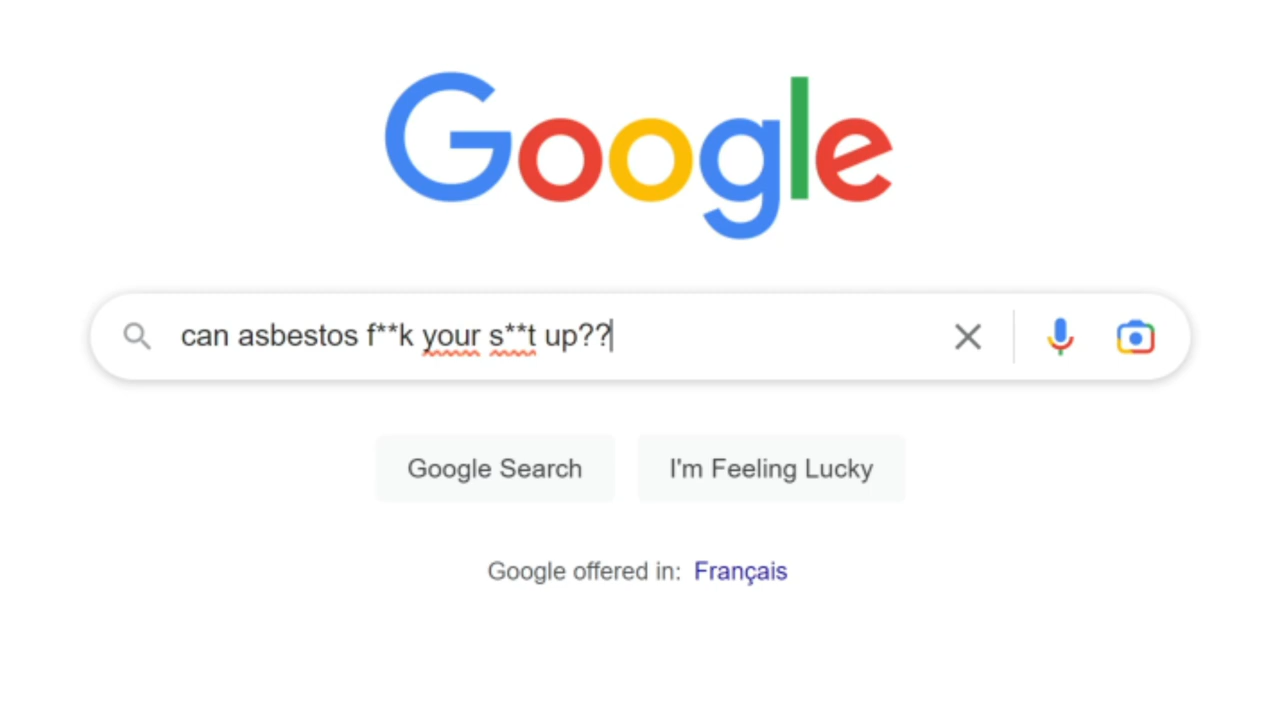 Google
can asbestos f**k your s**t up??
Google Search
I'm Feeling Lucky
Google offered in: Français